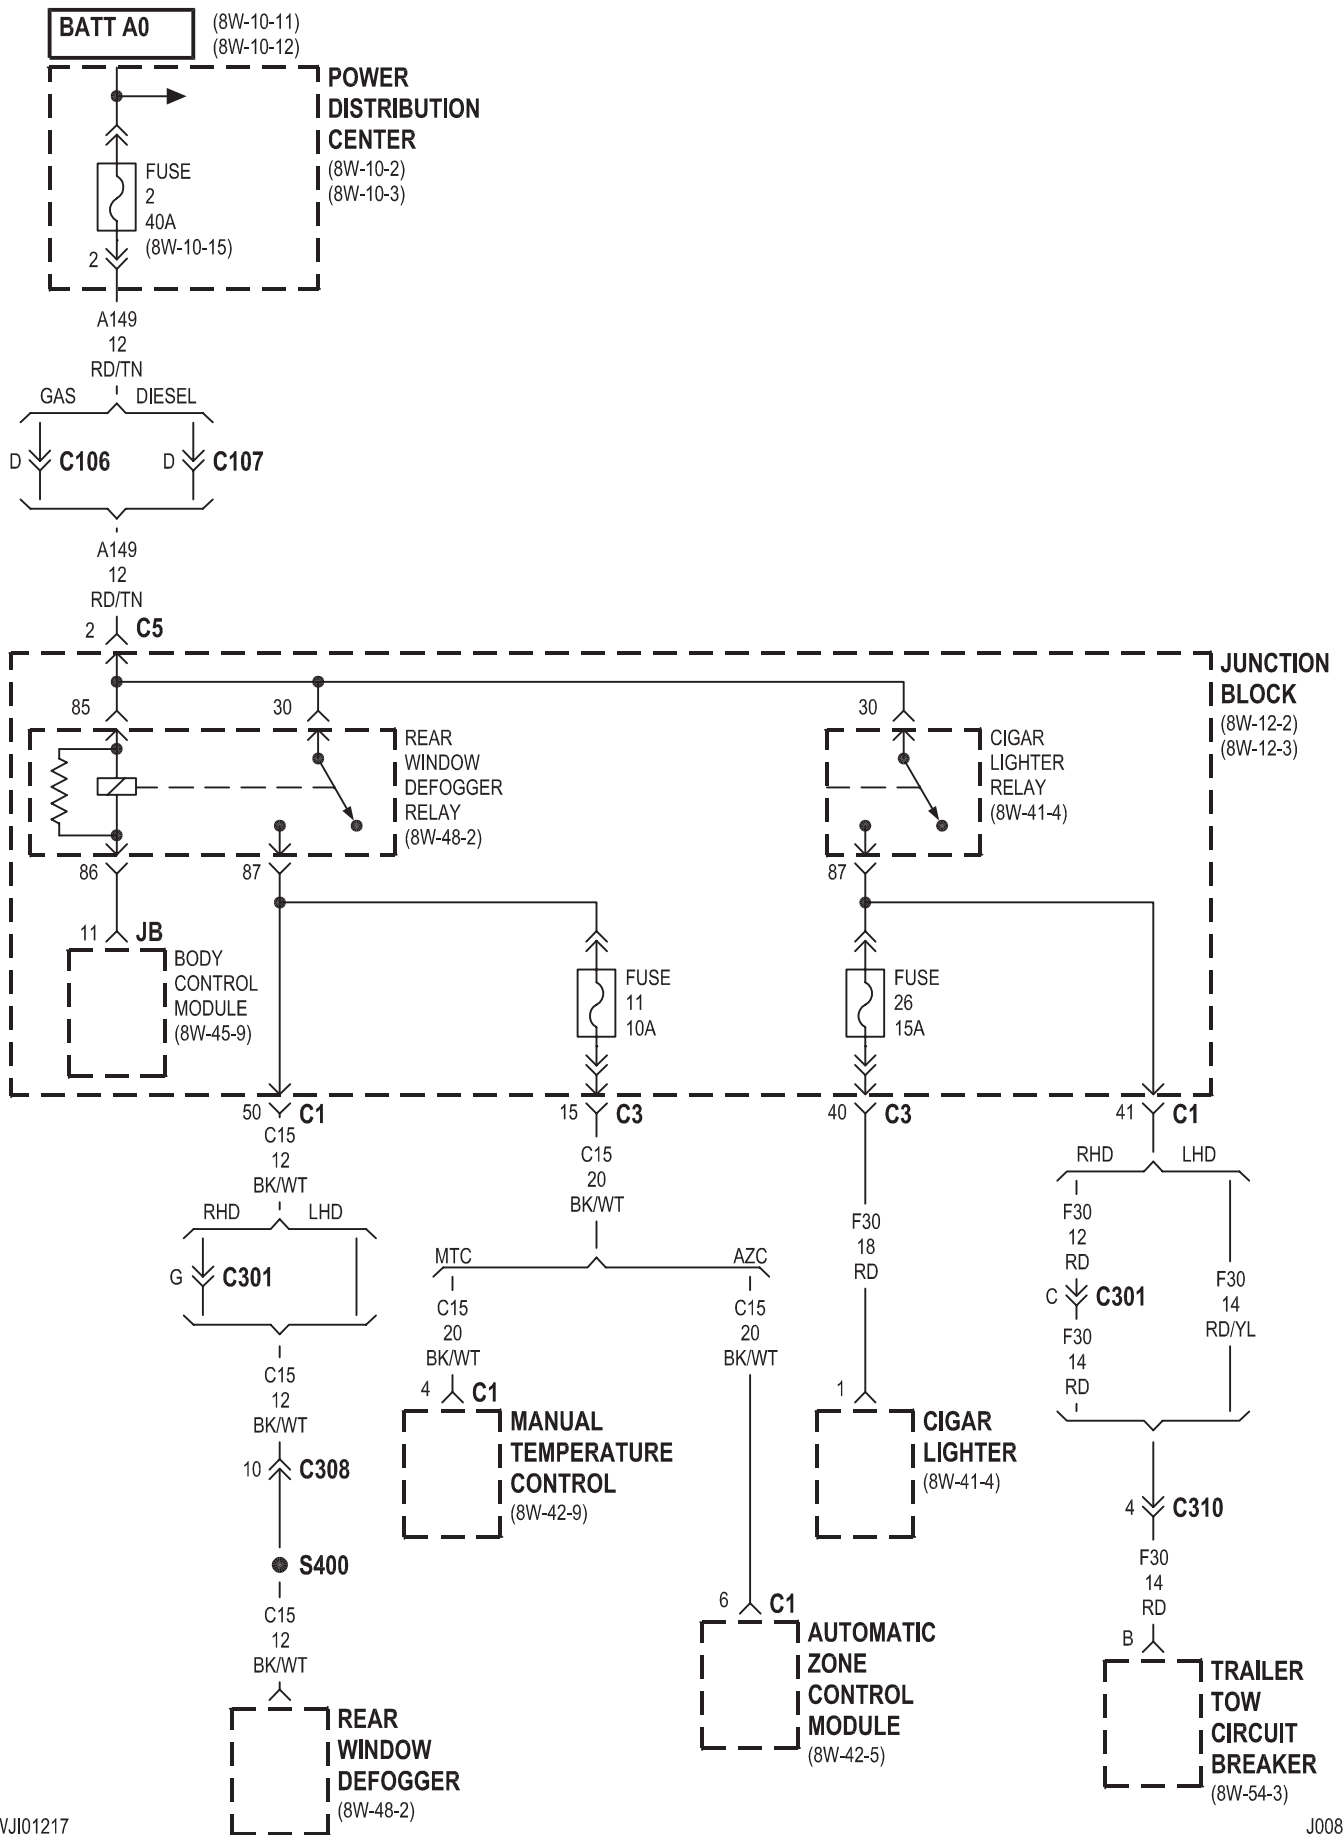 BATT A0
(8W-10-11)
(8W-10-12)
POWER
DISTRIBUTION
CENTER
(8W-10-2)
(8W-10-3)
FUSE
2
40A
(8W-10-15)
2
A149
12
RD/TN
GAS
DIESEL
D
C106
D
C107
A149
12
RD/TN
2
C5
JUNCTION
BLOCK
(8W-12-2)
(8W-12-3)
85
30
30
REAR
WINDOW
DEFOGGER
RELAY
(8W-48-2)
CIGAR
LIGHTER
RELAY
(8W-41-4)
86
87
87
11
JB
BODY
CONTROL
MODULE
(8W-45-9)
FUSE
11
10A
FUSE
26
15A
50
C1
15
C3
40
C3
41
C1
C15
12
BK/WT
RHD
LHD
G
C301
C15
12
BK/WT
10
C308
S400
C15
12
BK/WT
REAR
WINDOW
DEFOGGER
(8W-48-2)
C15
20
BK/WT
MTC
AZC
C15
20
BK/WT
4
C1
MANUAL
TEMPERATURE
CONTROL
(8W-42-9)
C15
20
BK/WT
6
C1
AUTOMATIC
ZONE
CONTROL
MODULE
(8W-42-5)
F30
18
RD
1
CIGAR
LIGHTER
(8W-41-4)
RHD
LHD
F30
12
RD
C
C301
F30
14
RD
F30
14
RD/YL
4
C310
F30
14
RD
B
TRAILER
TOW
CIRCUIT
BREAKER
(8W-54-3)
WJI01217
J008